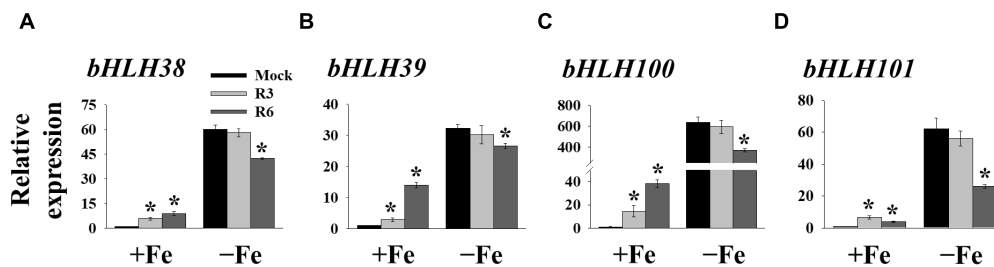 A
B
C
D
bHLH38
bHLH39
bHLH100
bHLH101
Mock
R3
R6
Relative
expression
75
60
45
30
15
0
* * *
+Fe −Fe
40
30
20
10
0
* * *
+Fe −Fe
800
600
400
40
20
0
* * *
+Fe −Fe
80
60
40
20
0
* * *
+Fe −Fe